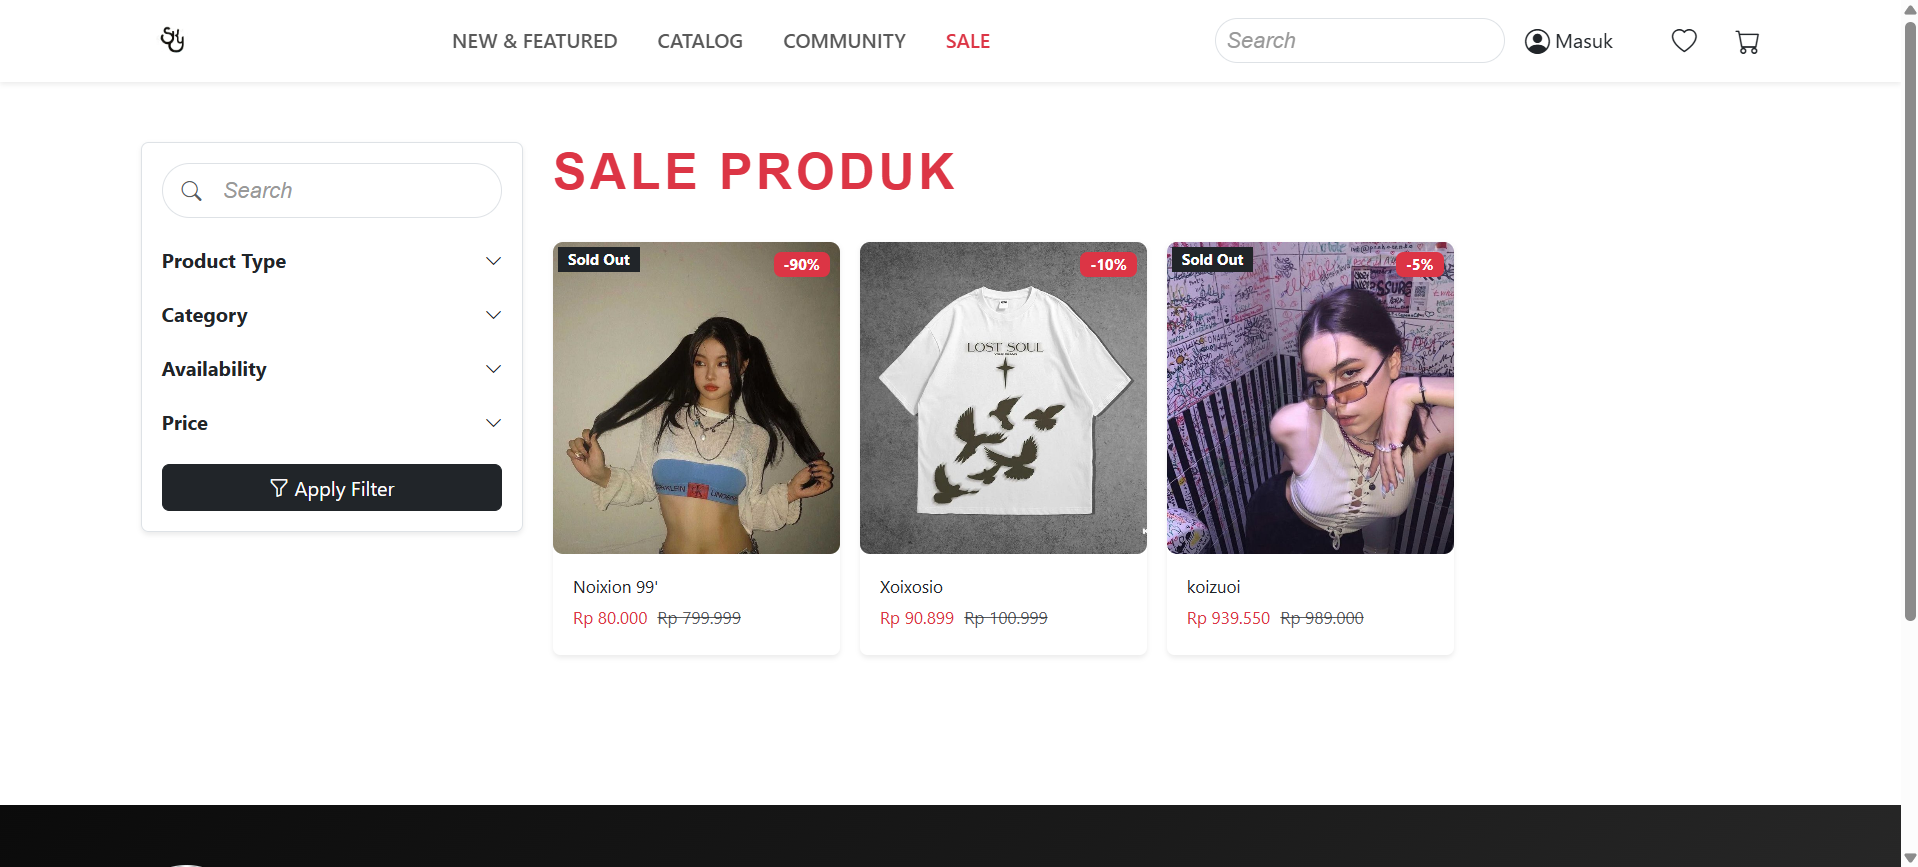 SU
NEW & FEATURED CATALOG COMMUNITY SALE Search Masuk
Search
Product Type
Category
Availability
Price
Apply Filter
SALE PRODUK
Sold Out -90%
Noixion 99'
Rp 80.000 Rp 799.999
-10%
LOST SOUL
Xoixosio
Rp 90.899 Rp 100.999
Sold Out -5%
koizuoi
Rp 939.550 Rp 989.000